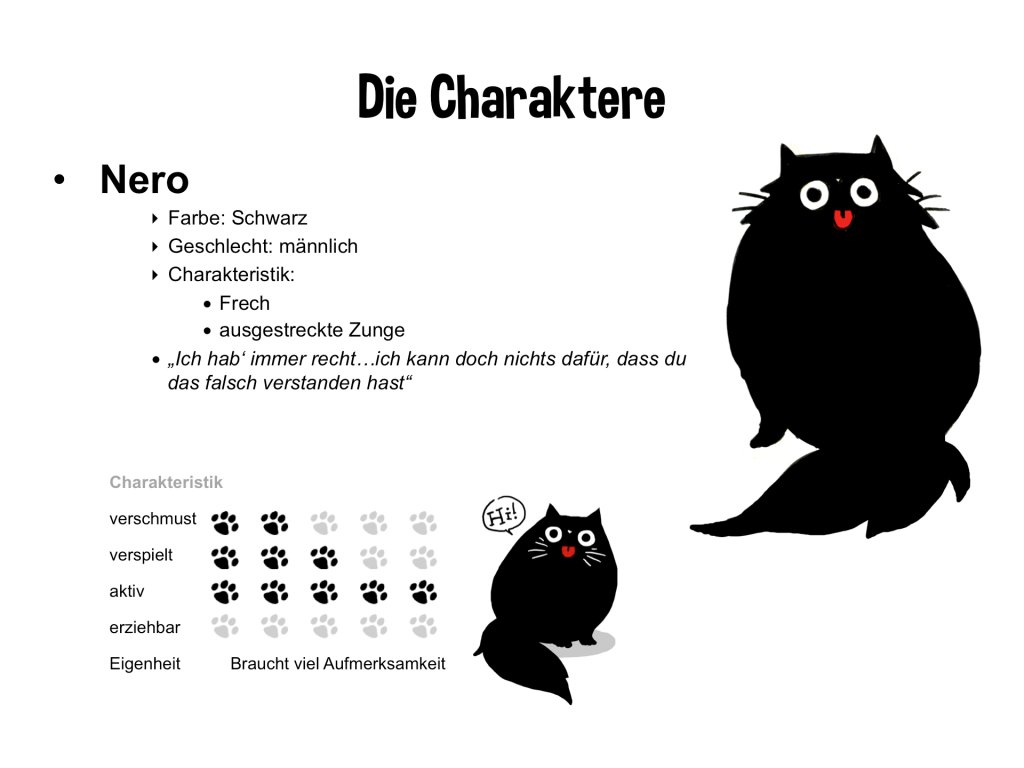 Die Charaktere
• Nero
‣ Farbe: Schwarz
‣ Geschlecht: männlich
‣ Charakteristik:
• Frech
• ausgestreckte Zunge
• „Ich hab‘ immer recht…ich kann doch nichts dafür, dass du
das falsch verstanden hast“
Charakteristik
verschmust
verspielt
aktiv
erziehbar
Eigenheit Braucht viel Aufmerksamkeit
Hi!